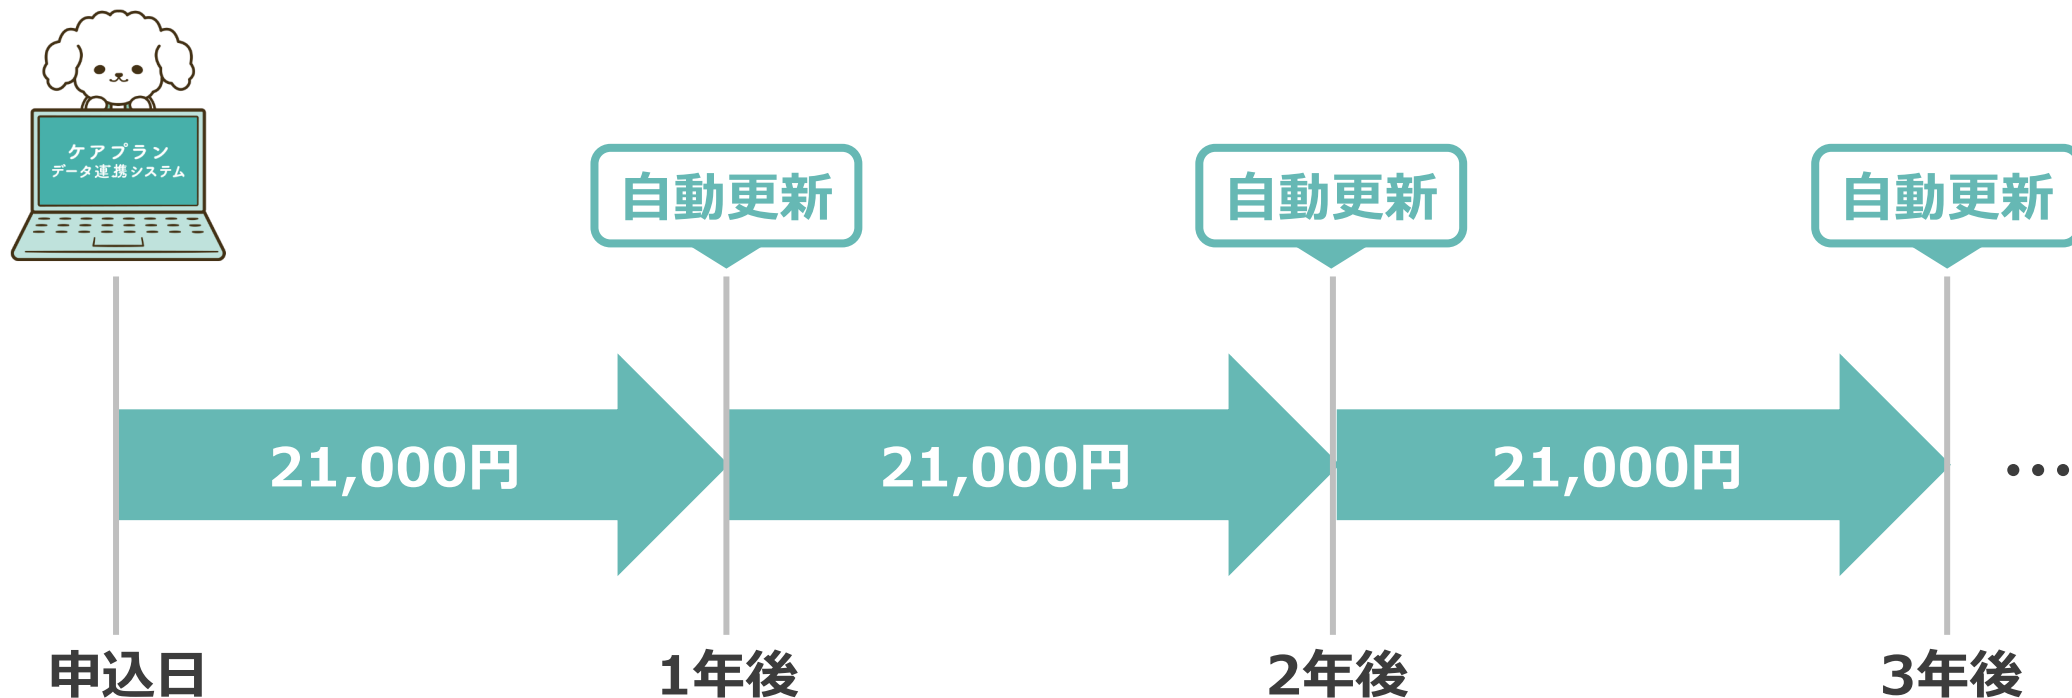 ケアプラン
データ連携システム
自動更新
自動更新
自動更新
21,000円
21,000円
21,000円
…
申込日
1年後
2年後
3年後